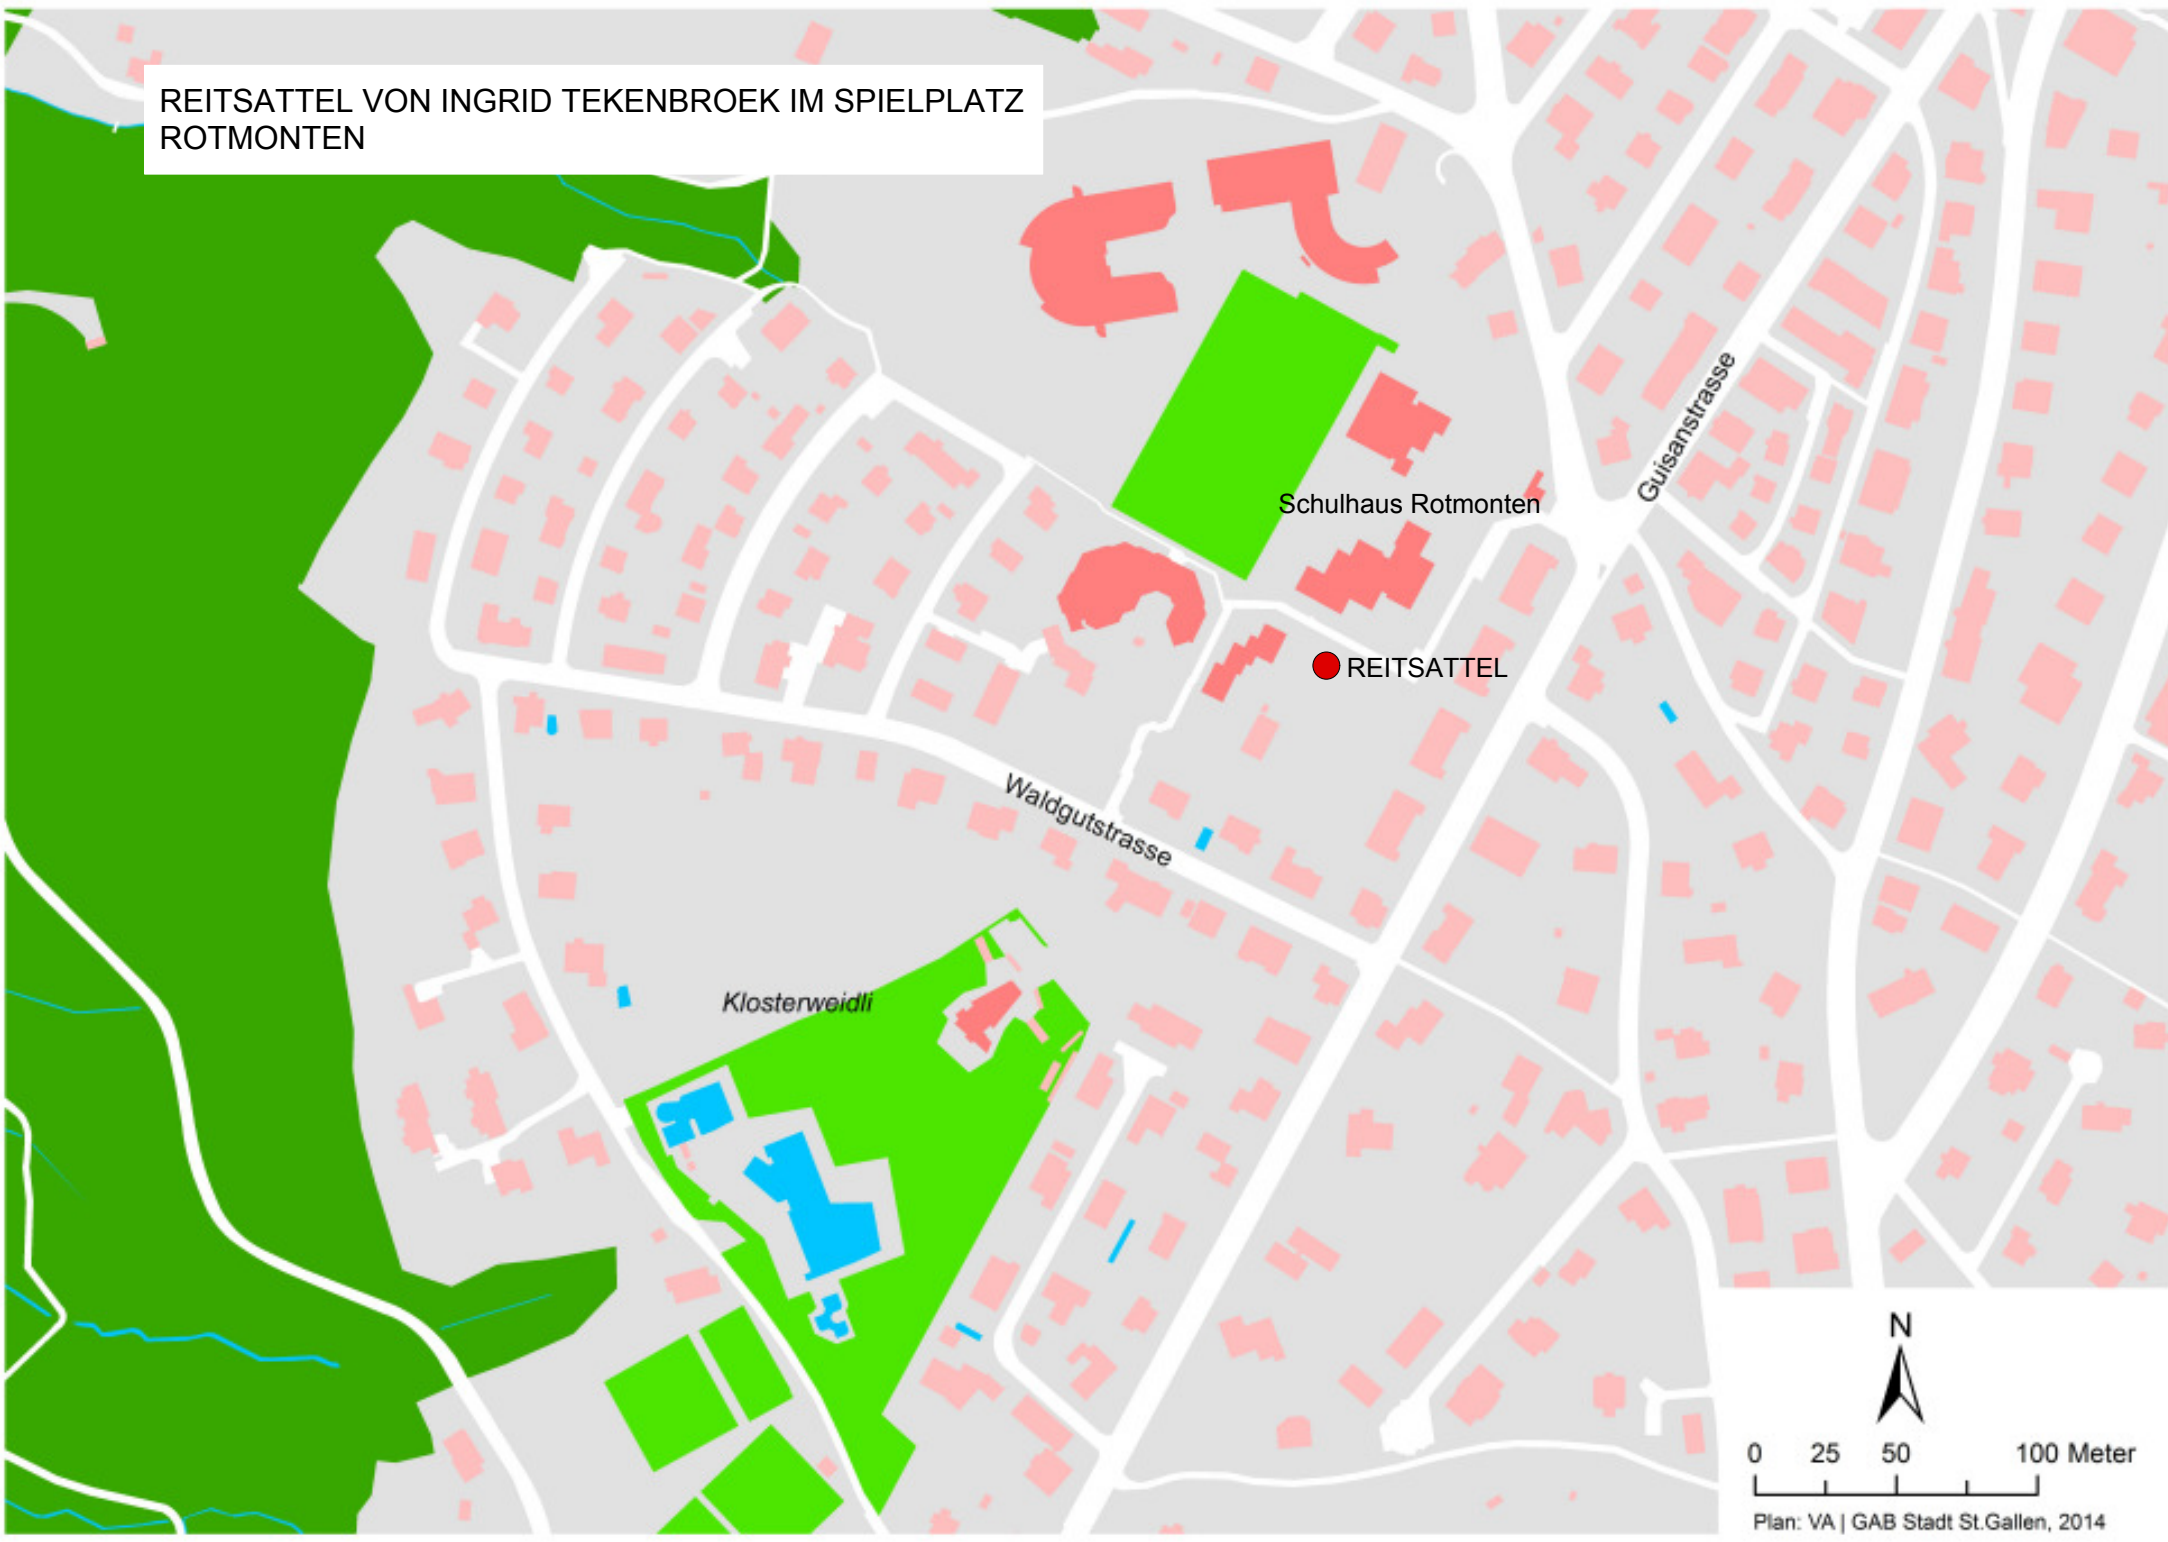 REITSATTEL VON INGRID TEKENBROEK IM SPIELPLATZ
ROTMONTEN
Guisanstrasse
Schulhaus Rotmonten
REITSATTEL
Waldgutstrasse
Klosterweidli
N
0 25 50 100 Meter
Plan: VA | GAB Stadt St.Gallen, 2014